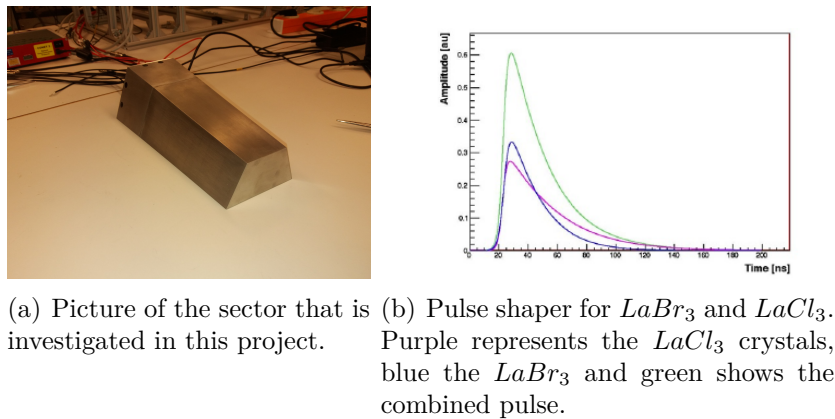 Amplitude [au]
0.6
0.5
0.4
0.3
0.2
0.1
0
0 20 40 60 80 100 120 140 160 180 200
Time [ns]
(a) Picture of the sector that is
investigated in this project.
(b) Pulse shaper for LaBr₃ and LaCl₃.
Purple represents the LaCl₃ crystals,
blue the LaBr₃ and green shows the
combined pulse.